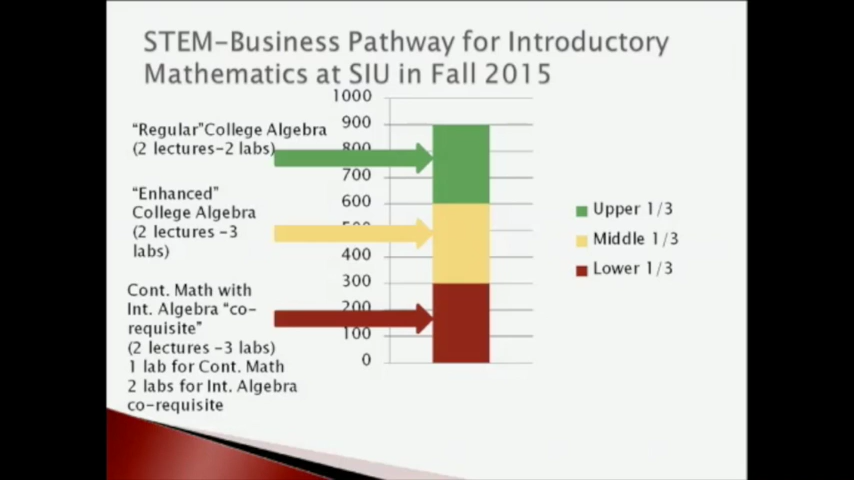 STEM-Business Pathway for Introductory
Mathematics at SIU in Fall 2015
"Regular"College Algebra
(2 lectures-2 labs)
"Enhanced"
College Algebra
(2 lectures -3
labs)
Cont. Math with
Int. Algebra "co-
requisite"
(2 lectures -3 labs)
1 lab for Cont. Math
2 labs for Int. Algebra
co-requisite
1000
900
800
700
600
500
400
300
200
100
0
Upper 1/3
Middle 1/3
Lower 1/3